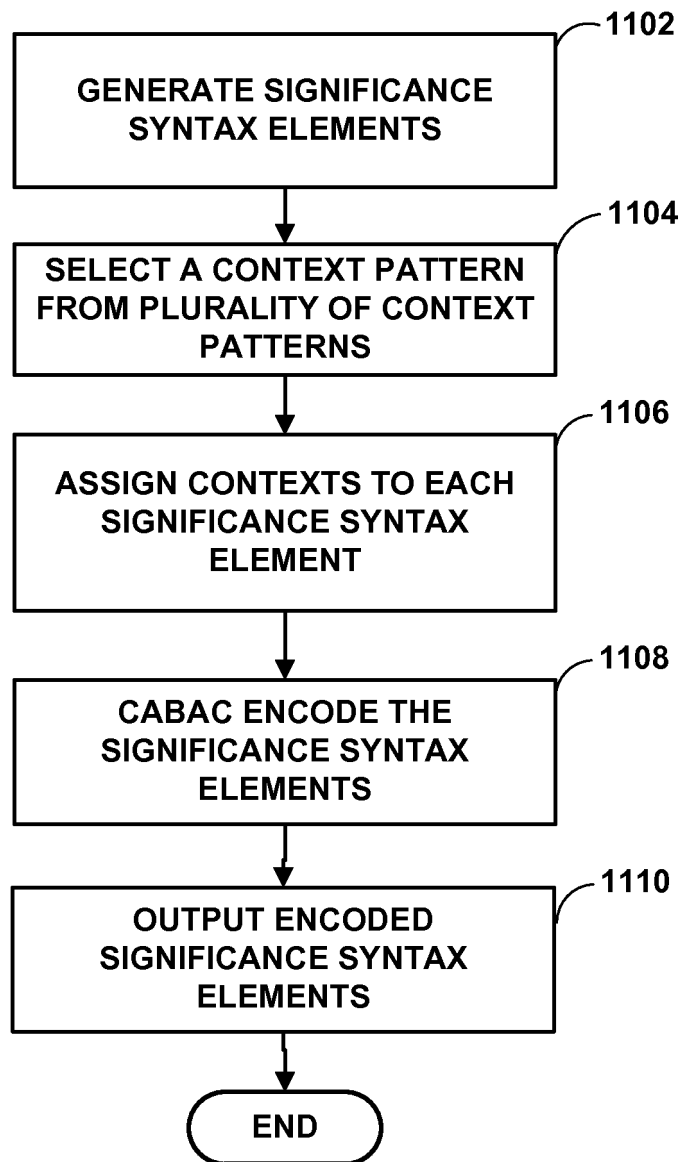 1102
GENERATE SIGNIFICANCE
SYNTAX ELEMENTS
1104
SELECT A CONTEXT PATTERN
FROM PLURALITY OF CONTEXT
PATTERNS
1106
ASSIGN CONTEXTS TO EACH
SIGNIFICANCE SYNTAX
ELEMENT
1108
CABAC ENCODE THE
SIGNIFICANCE SYNTAX
ELEMENTS
1110
OUTPUT ENCODED
SIGNIFICANCE SYNTAX
ELEMENTS
END